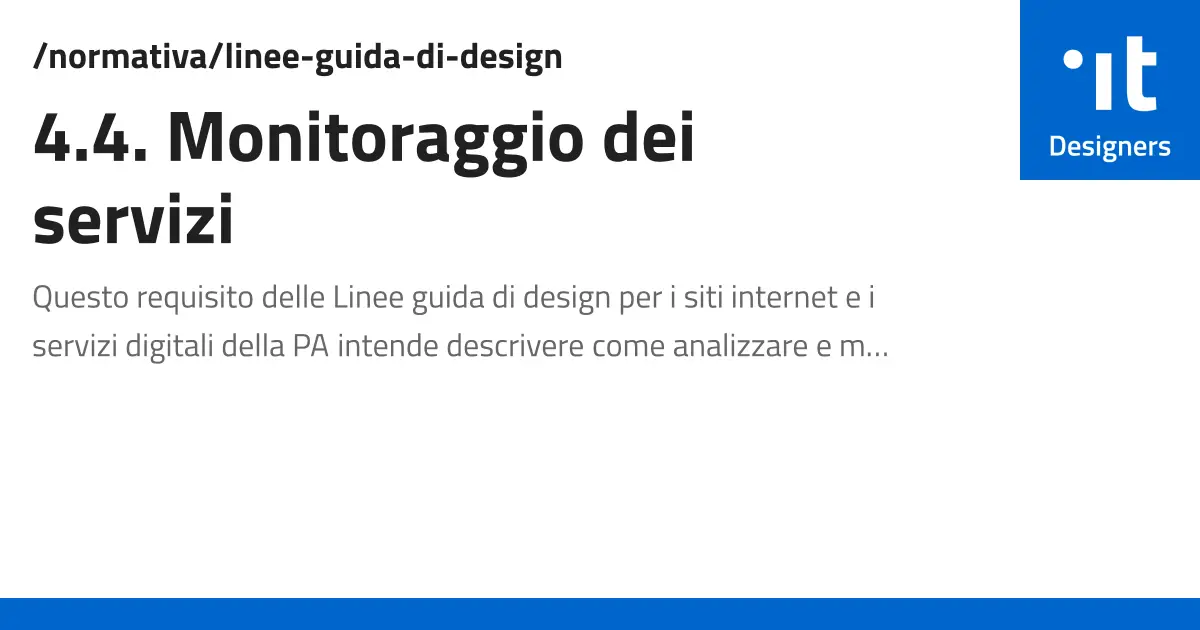 /normativa/linee-guida-di-design
4.4. Monitoraggio dei
servizi
Questo requisito delle Linee guida di design per i siti internet e i
servizi digitali della PA intende descrivere come analizzare e m...
it
Designers